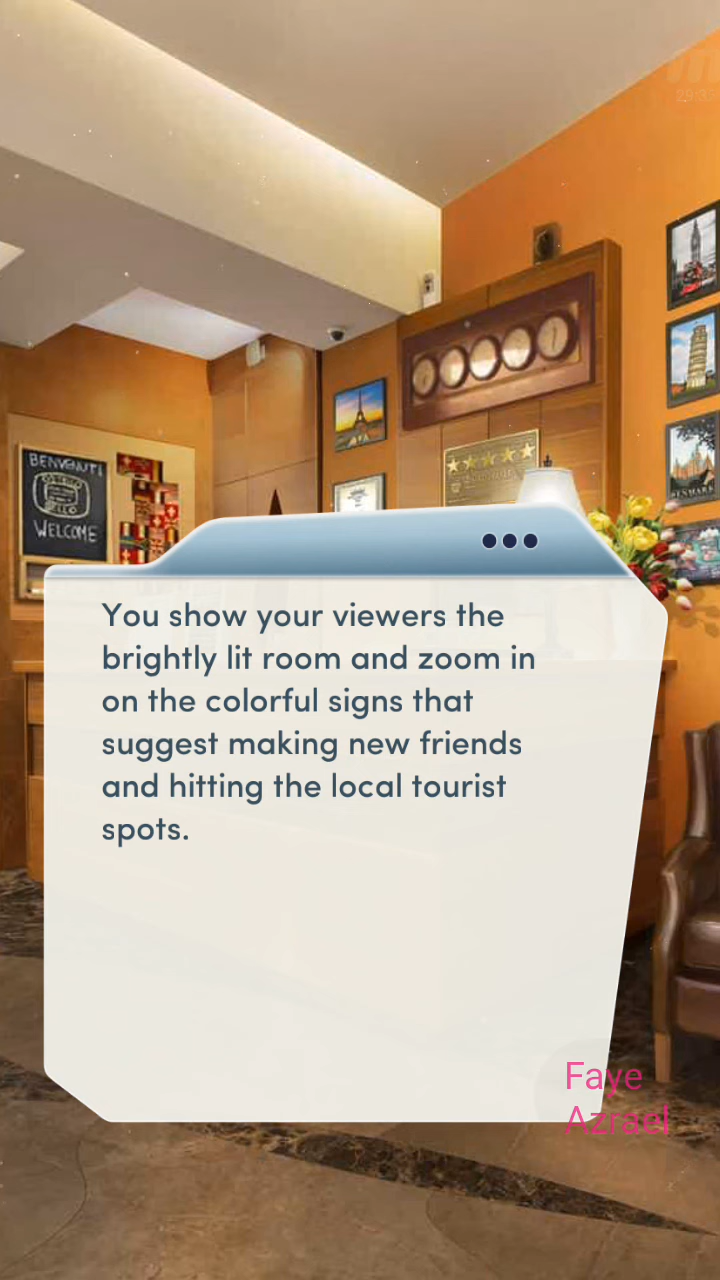 BENVENUTI
WELCOME
You show your viewers the
brightly lit room and zoom in
on the colorful signs that
suggest making new friends
and hitting the local tourist
spots.
Faye
Azrael